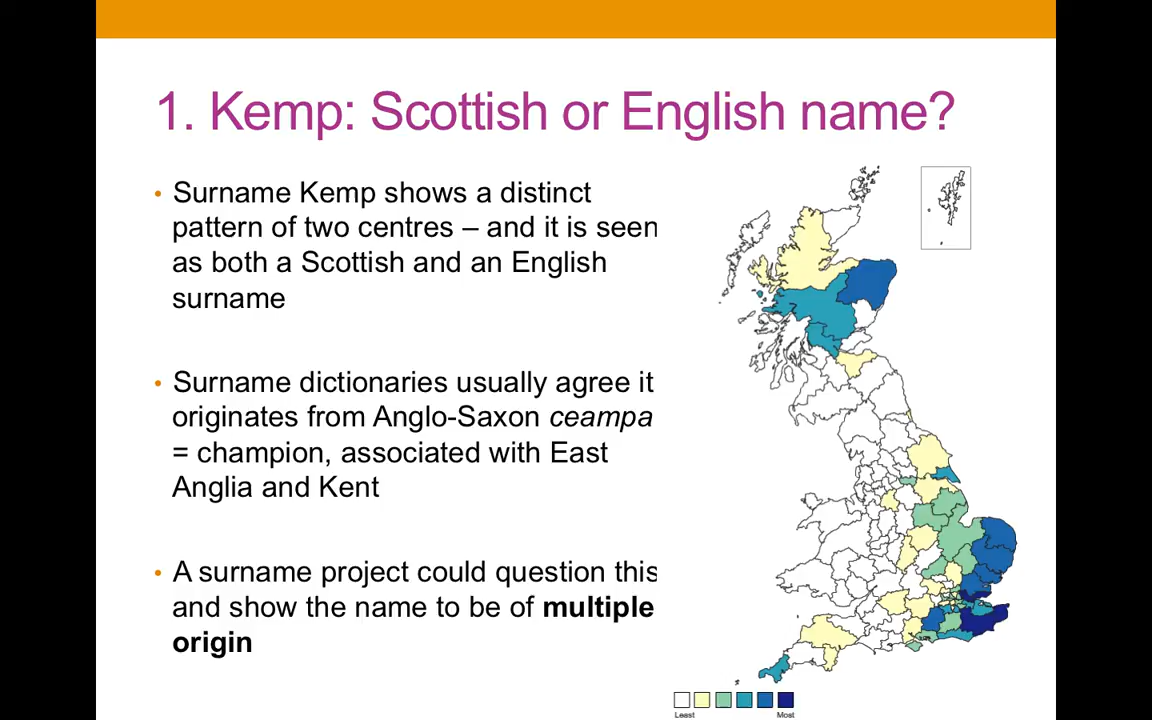 1. Kemp: Scottish or English name?
• Surname Kemp shows a distinct
pattern of two centres – and it is seen
as both a Scottish and an English
surname
• Surname dictionaries usually agree it
originates from Anglo-Saxon ceampa
= champion, associated with East
Anglia and Kent
• A surname project could question this
and show the name to be of multiple
origin
Least Most